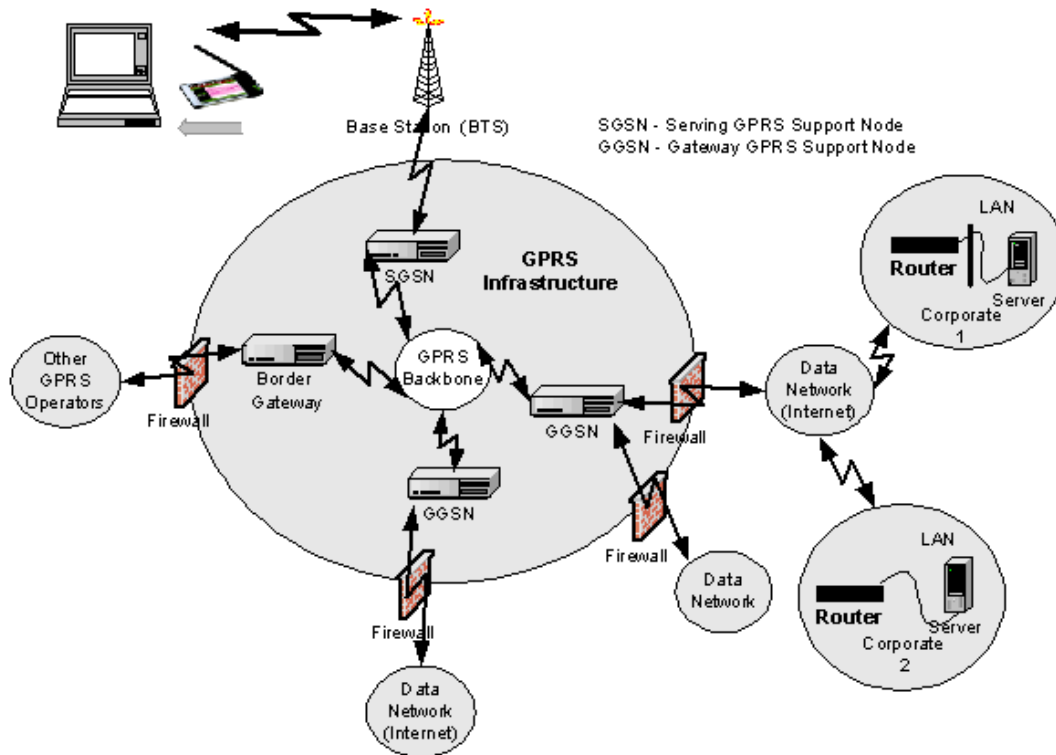 Base Station (BTS)
SGSN - Serving GPRS Support Node
GGSN - Gateway GPRS Support Node
SGSN
GPRS
Infrastructure
LAN
Router
Server
Corporate
1
Other
GPRS
Operators
Firewall
Border
Gateway
GPRS
Backbone
GGSN
Firewall
Data
Network
(Internet)
GGSN
Firewall
Firewall
Data
Network
LAN
Router
Server
Corporate
2
Data
Network
(Internet)